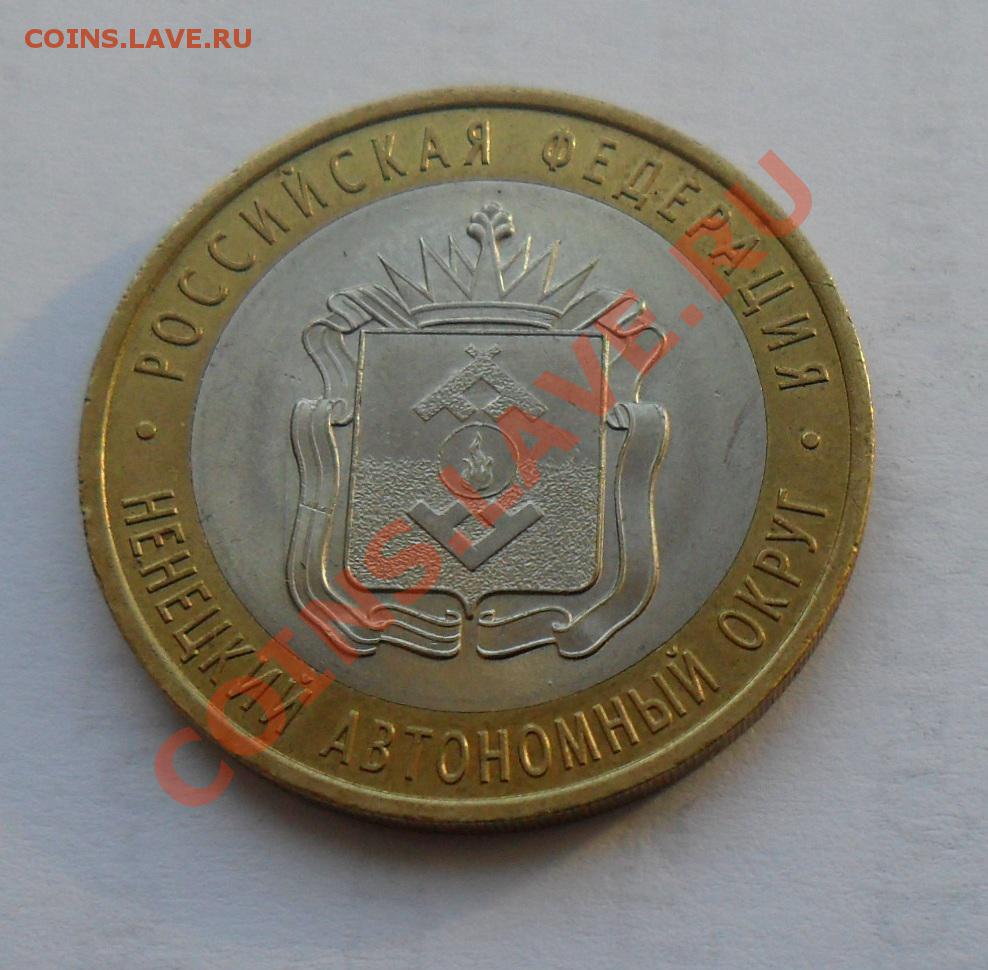 COINS.LAVE.RU
• РОССИЙСКАЯ ФЕДЕРАЦИЯ •
НЕНЕЦКИЙ АВТОНОМНЫЙ ОКРУГ
COINS.LAVE.RU